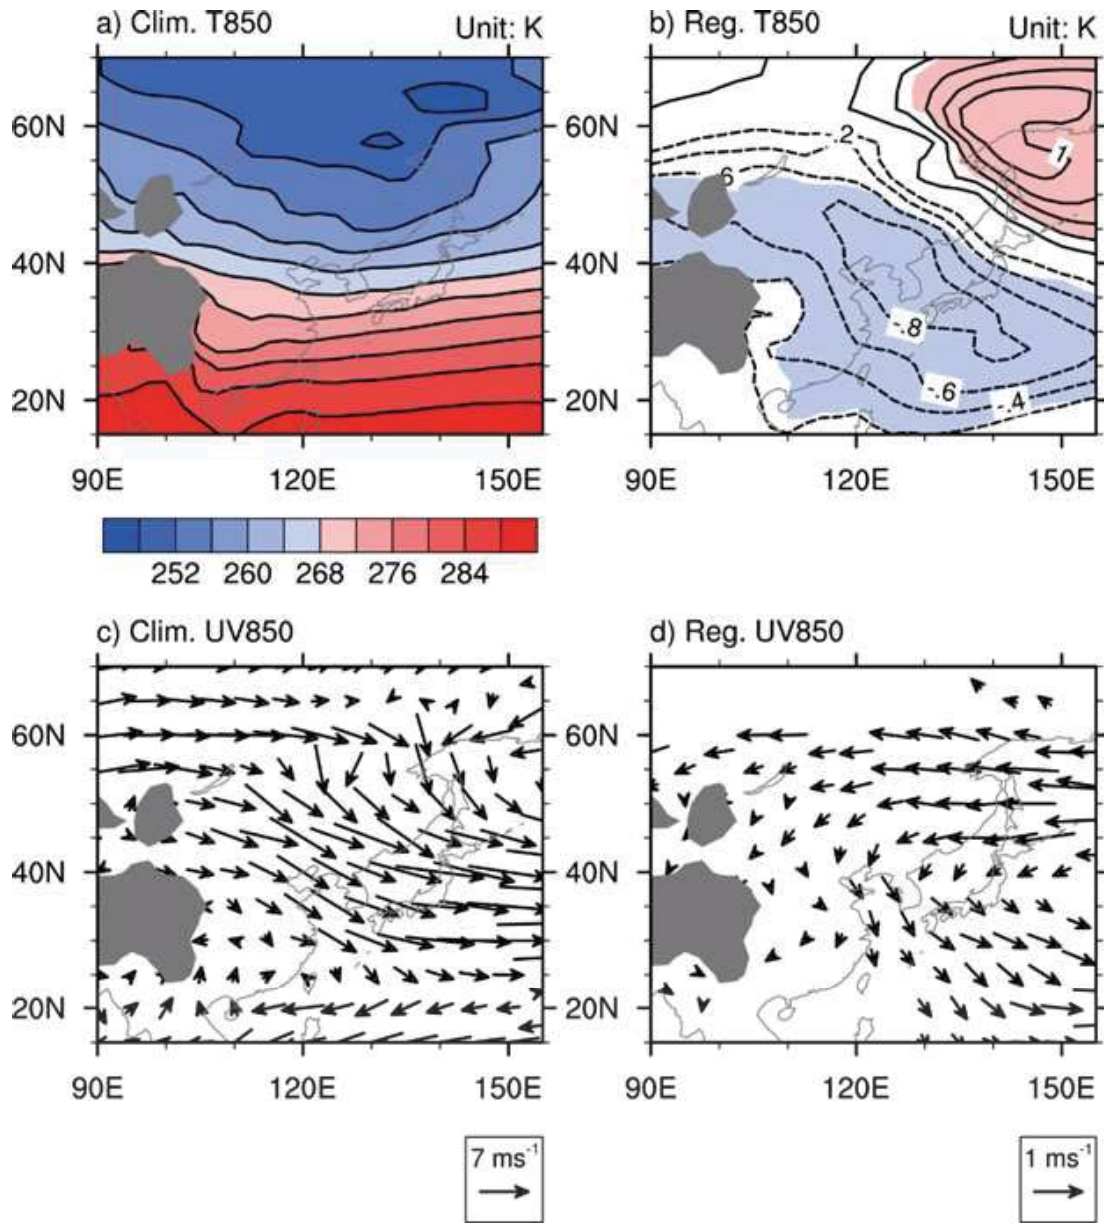 a) Clim. T850 Unit: K
b) Reg. T850 Unit: K
60N
40N
20N
90E 120E 150E
252 260 268 276 284
60N
40N
20N
-.2
-.6
1
-.8
-.6
-.4
90E 120E 150E
c) Clim. UV850
d) Reg. UV850
60N
40N
20N
90E 120E 150E
60N
40N
20N
90E 120E 150E
7 ms⁻¹
1 ms⁻¹